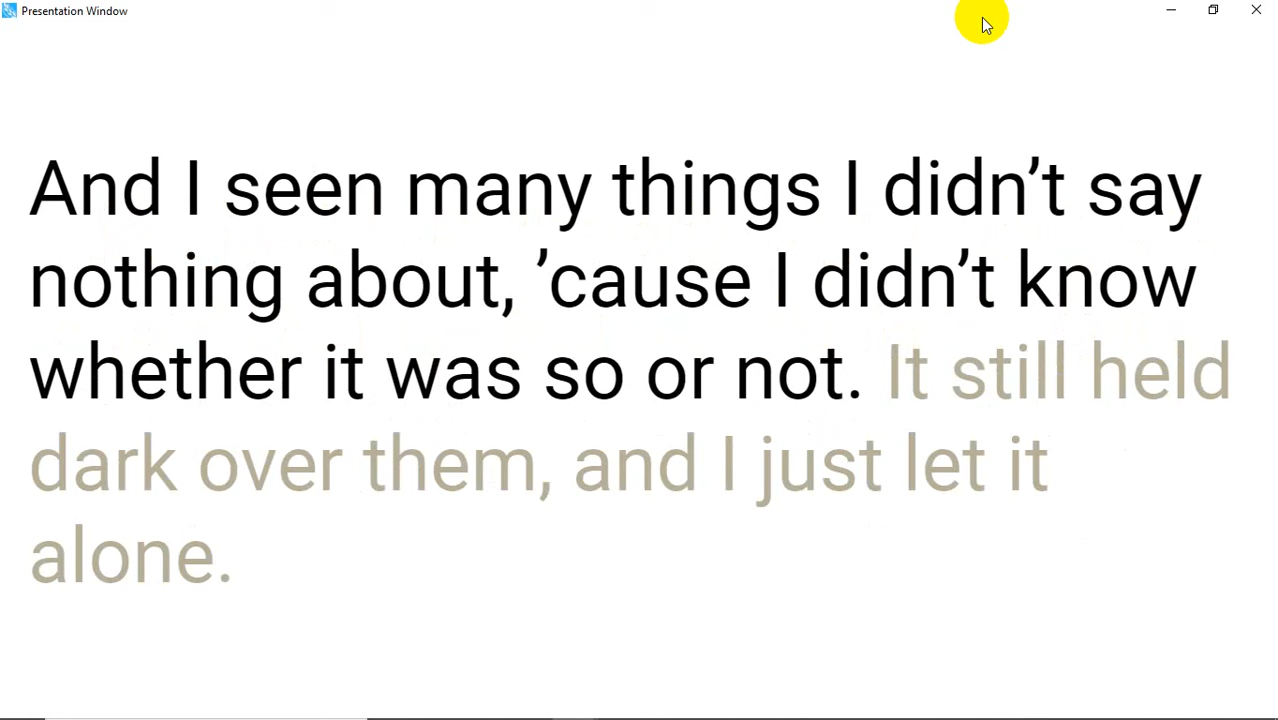 Presentation Window
And I seen many things I didn’t say
nothing about, ’cause I didn’t know
whether it was so or not. It still held
dark over them, and I just let it
alone.